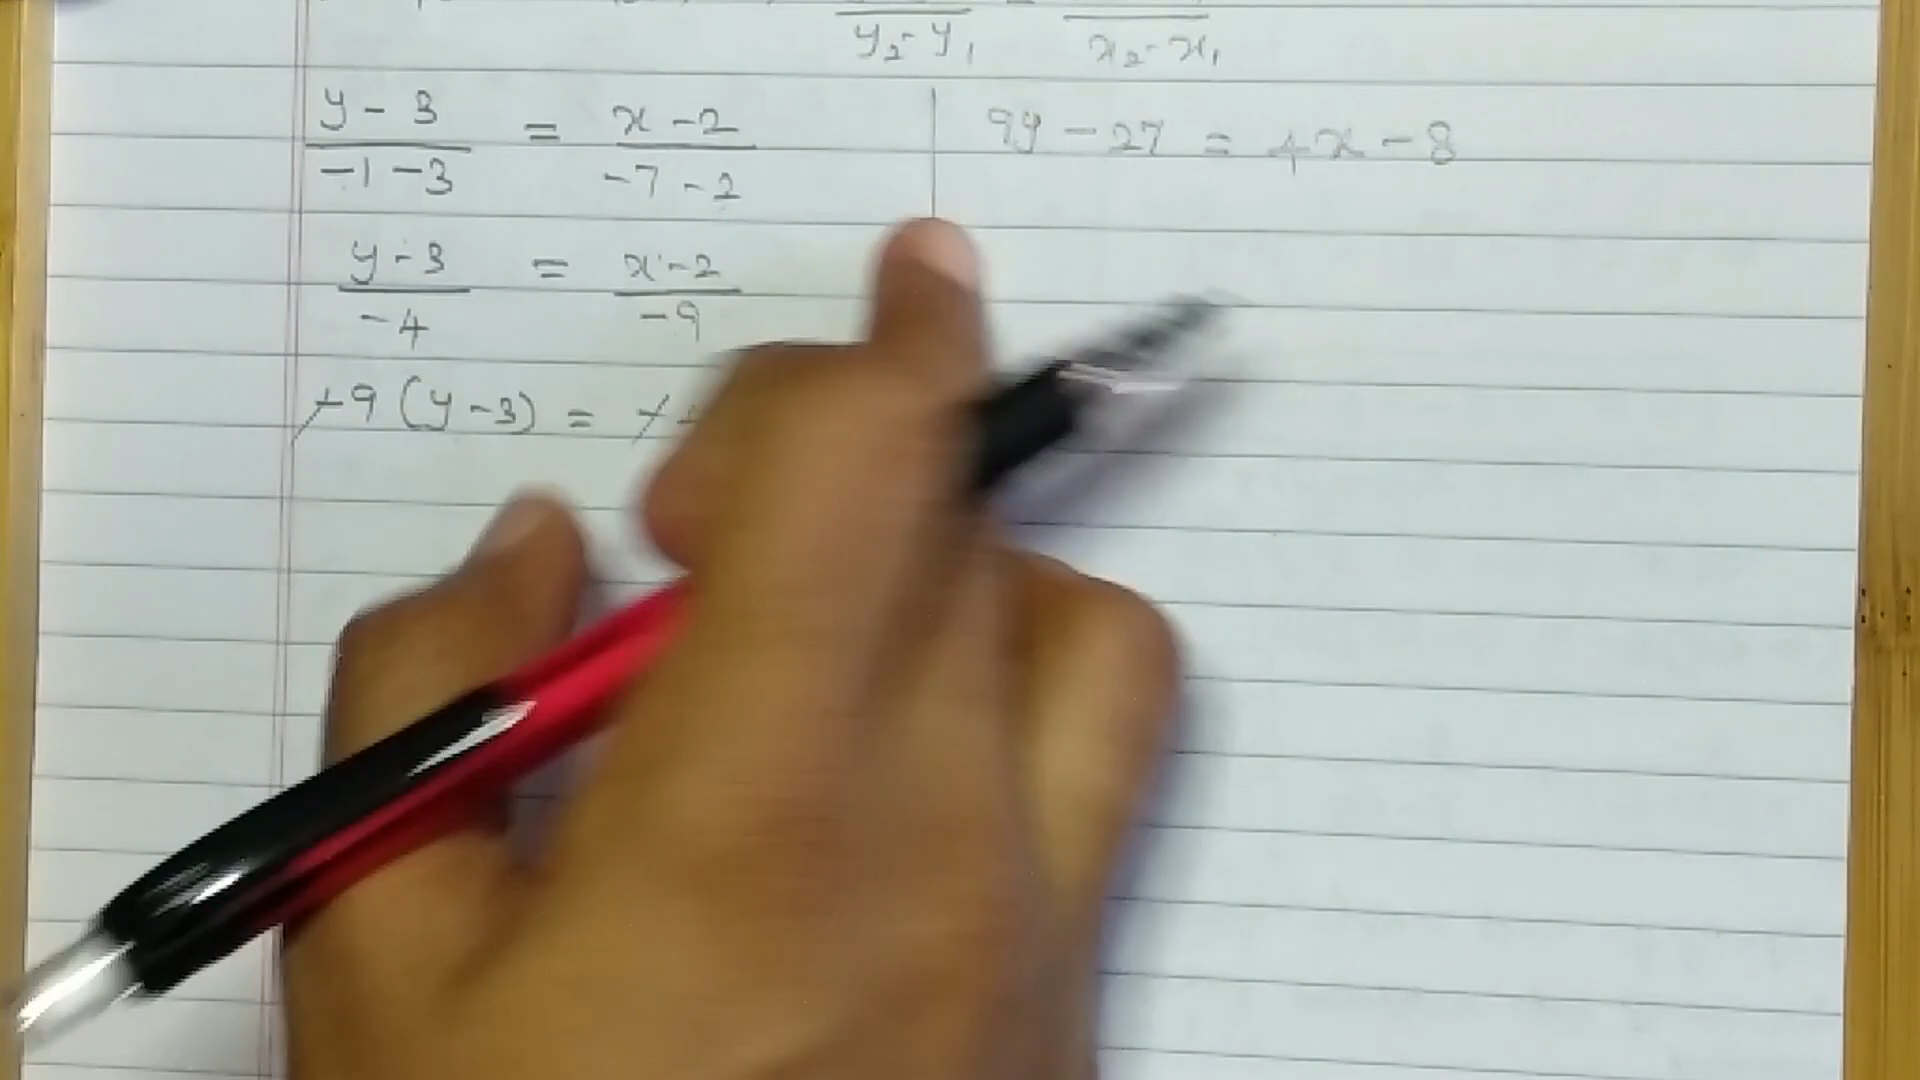 y₂-y₁ x₂-x₁
y-3 = x-2
-1-3 -7-2
y-3 = x-2
-4 -9
-9(y-3) = -
9y-27 = 4x-8